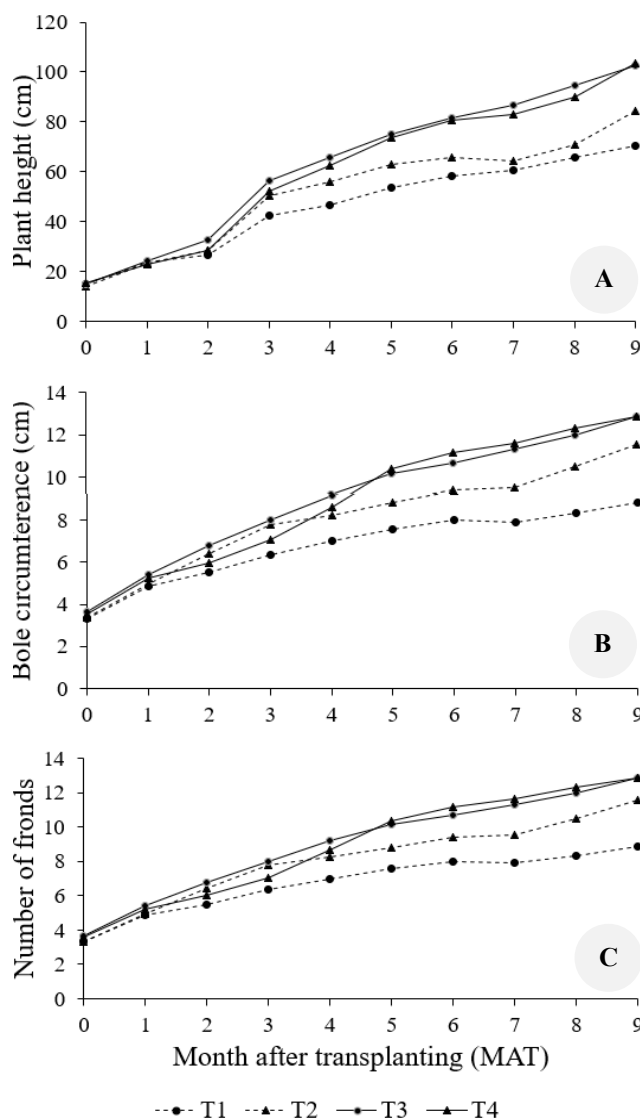 120
100
80
60
40
20
0
Plant height (cm)
A
0 1 2 3 4 5 6 7 8 9
14
12
10
8
6
4
2
0
Bole circumference (cm)
B
0 1 2 3 4 5 6 7 8 9
14
12
10
8
6
4
2
0
Number of fronds
C
0 1 2 3 4 5 6 7 8 9
Month after transplanting (MAT)
T1 T2 T3 T4